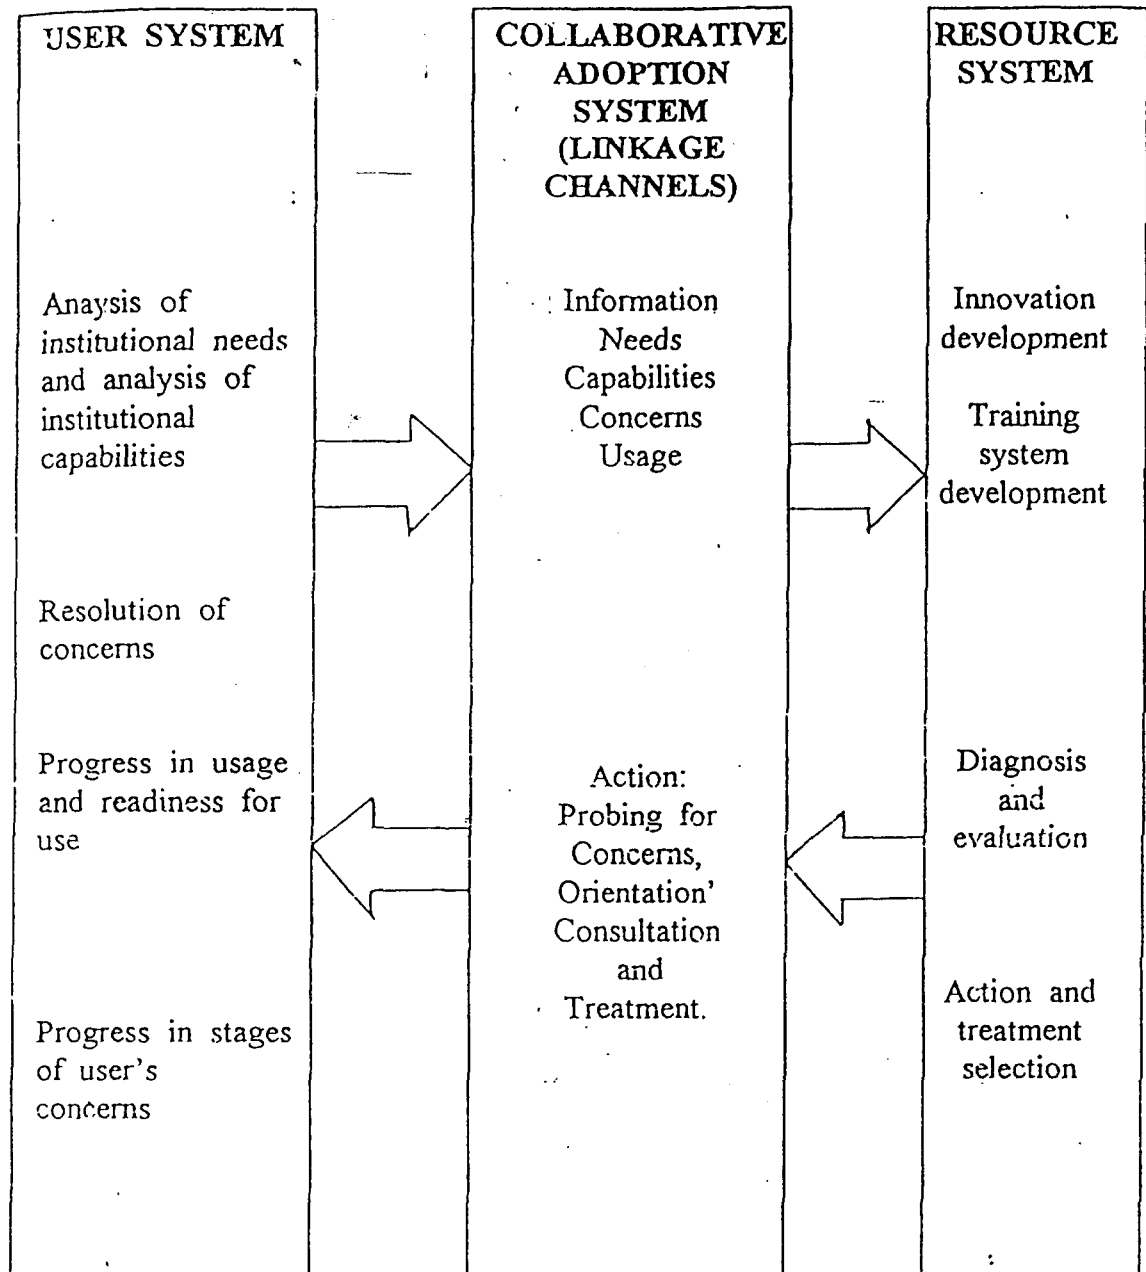 USER SYSTEM
Anaysis of
institutional needs
and analysis of
institutional
capabilities
Resolution of
concerns
Progress in usage
and readiness for
use
Progress in stages
of user's
concerns
COLLABORATIVE
ADOPTION
SYSTEM
(LINKAGE
CHANNELS)
Information
Needs
Capabilities
Concerns
Usage
Action:
Probing for
Concerns,
Orientation'
Consultation
and
Treatment.
RESOURCE
SYSTEM
Innovation
development
Training
system
development
Diagnosis
and
evaluation
Action and
treatment
selection